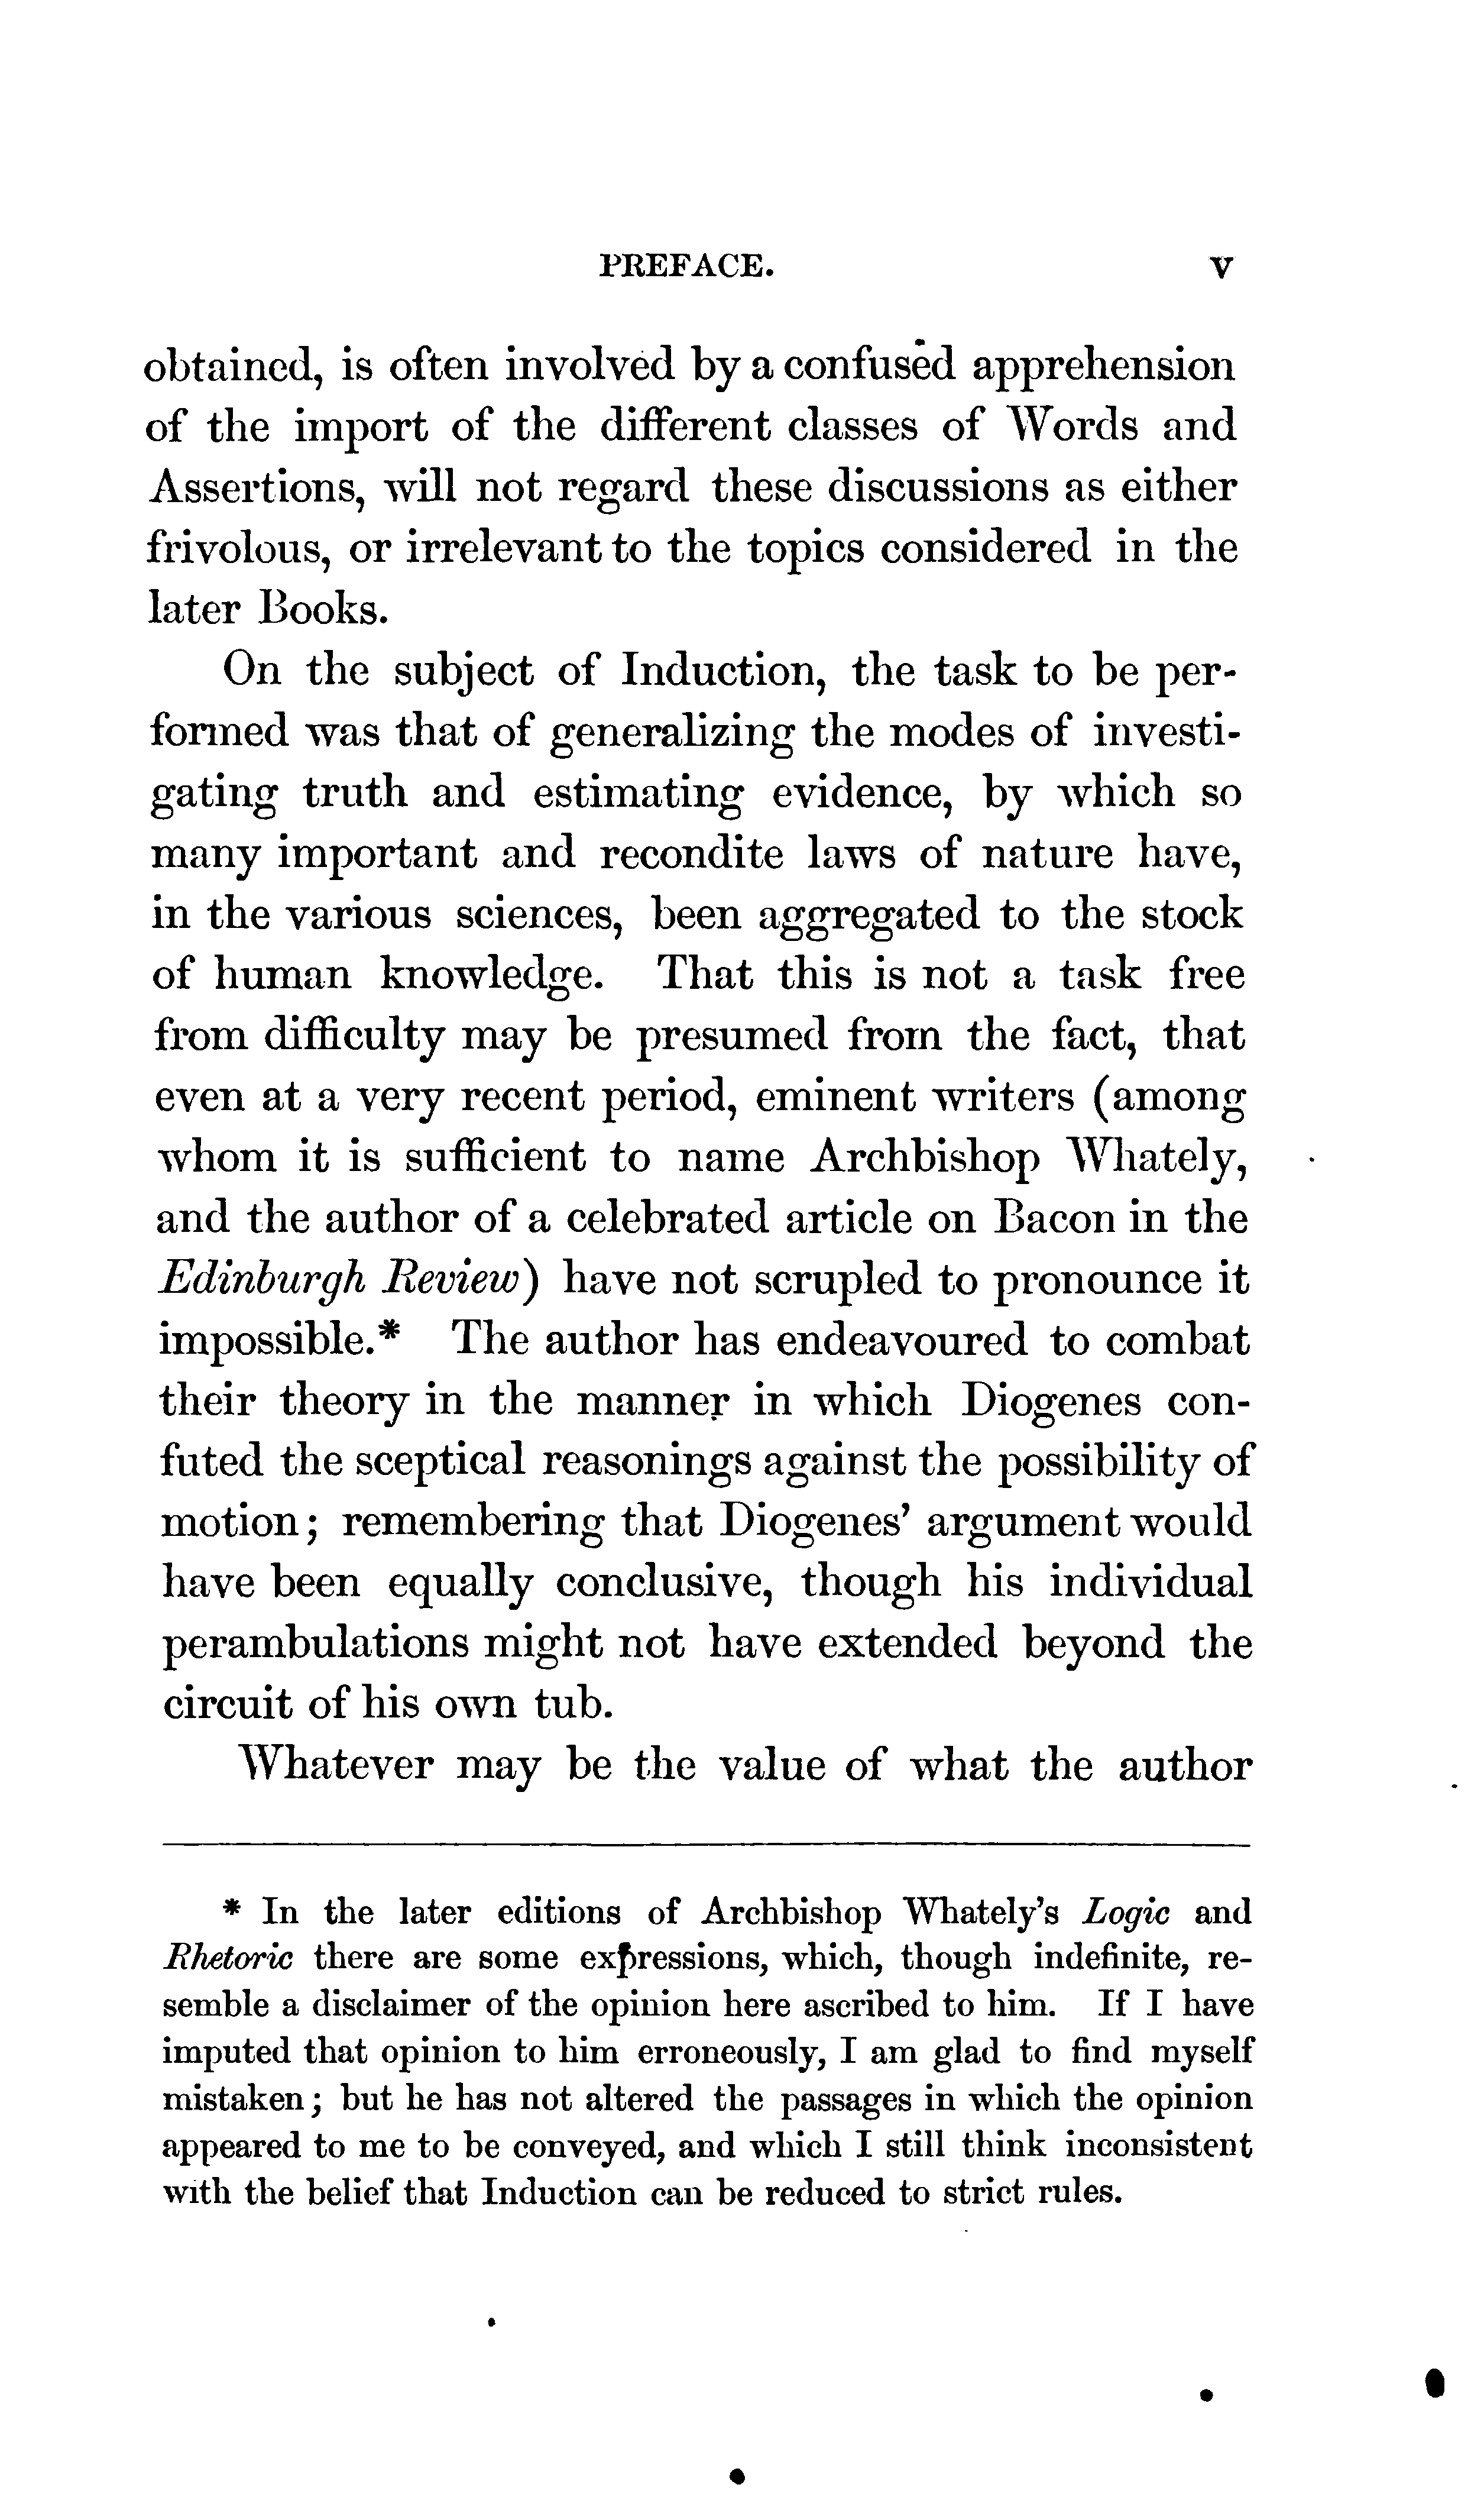 PREFACE. V
obtained, is often involved by a confused apprehension
of the import of the different classes of Words and
Assertions, will not regard these discussions as either
frivolous, or irrelevant to the topics considered in the
later Books.
On the subject of Induction, the task to be per-
formed was that of generalizing the modes of investi-
gating truth and estimating evidence, by which so
many important and recondite laws of nature have,
in the various sciences, been aggregated to the stock
of human knowledge. That this is not a task free
from difficulty may be presumed from the fact, that
even at a very recent period, eminent writers (among
whom it is sufficient to name Archbishop Whately,
and the author of a celebrated article on Bacon in the
Edinburgh Review) have not scrupled to pronounce it
impossible.* The author has endeavoured to combat
their theory in the manner in which Diogenes con-
futed the sceptical reasonings against the possibility of
motion; remembering that Diogenes' argument would
have been equally conclusive, though his individual
perambulations might not have extended beyond the
circuit of his own tub.
Whatever may be the value of what the author
* In the later editions of Archbishop Whately's Logic and
Rhetoric there are some expressions, which, though indefinite, re-
semble a disclaimer of the opinion here ascribed to him. If I have
imputed that opinion to him erroneously, I am glad to find myself
mistaken; but he has not altered the passages in which the opinion
appeared to me to be conveyed, and which I still think inconsistent
with the belief that Induction can be reduced to strict rules.